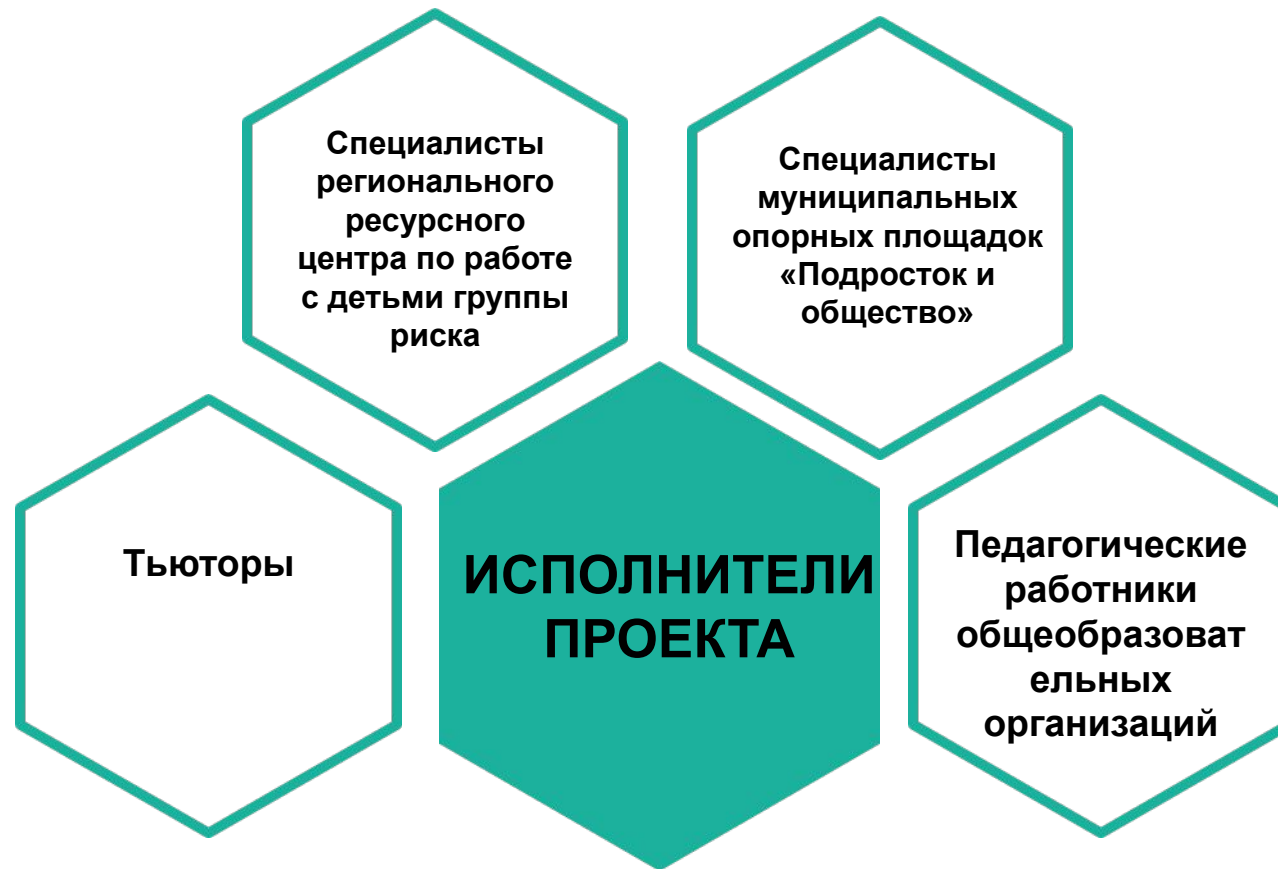 Специалисты
регионального
ресурсного
центра по работе
с детьми группы
риска
Специалисты
муниципальных
опорных площадок
«Подросток и
общество»
Тьюторы
ИСПОЛНИТЕЛИ
ПРОЕКТА
Педагогические
работники
общеобразоват
ельных
организаций